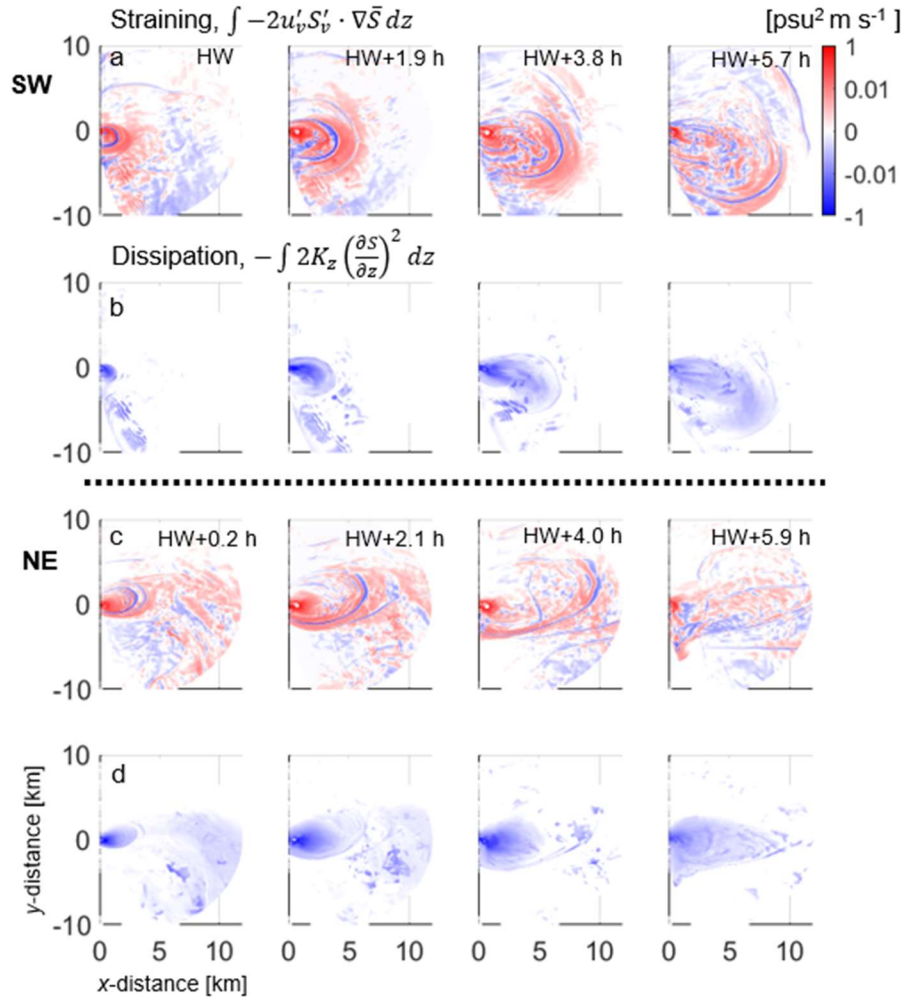 Straining, ∫ −2u′ᵥS′ᵥ · ∇S̄ dz
[psu² m s⁻¹ ]
SW
a HW HW+1.9 h HW+3.8 h HW+5.7 h
10
0
-10
1
0.01
0
-0.01
-1
Dissipation, − ∫ 2K_z (∂S/∂z)² dz
b
10
0
-10
NE
c HW+0.2 h HW+2.1 h HW+4.0 h HW+5.9 h
10
0
-10
d
10
0
-10
y-distance [km]
0 5 10 0 5 10 0 5 10 0 5 10
x-distance [km]